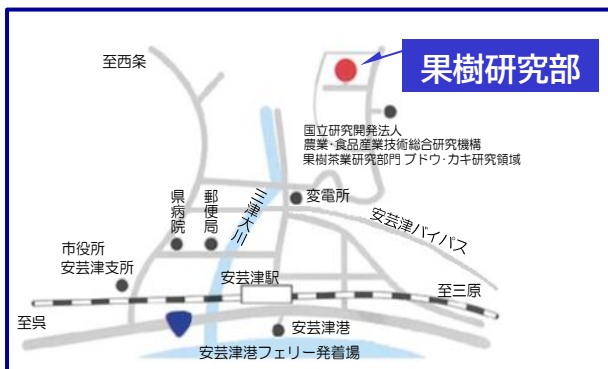 果樹研究部
至西条
国立研究開発法人
農業・食品産業技術総合研究機構
果樹茶業研究部門 ブドウ・カキ研究領域
変電所
三津大川
郵便局
県病院
安芸津バイパス
市役所
安芸津支所
安芸津駅
至三原
至呉
安芸津港
安芸津港フェリー発着場